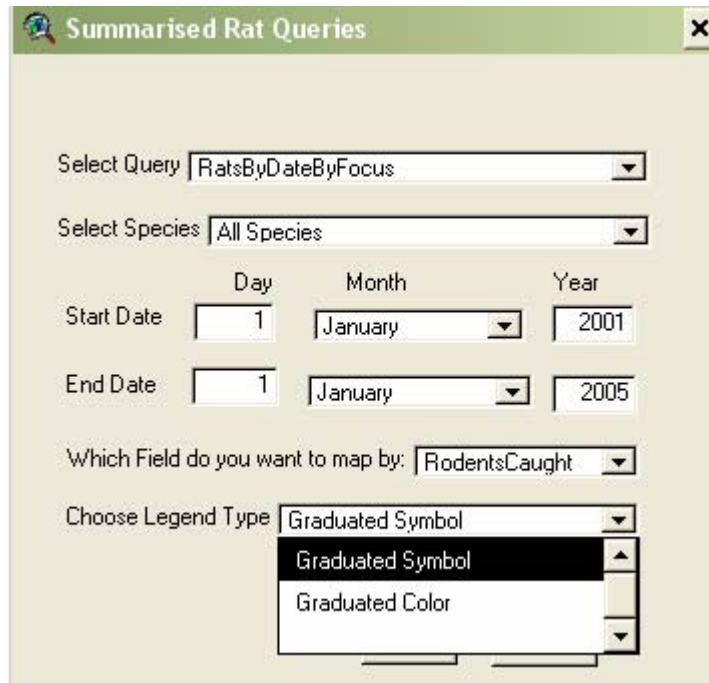 Summarised Rat Queries
Select Query RatsByDateByFocus
Select Species All Species
Day Month Year
Start Date 1 January 2001
End Date 1 January 2005
Which Field do you want to map by: RodentsCaught
Choose Legend Type Graduated Symbol
Graduated Symbol
Graduated Color